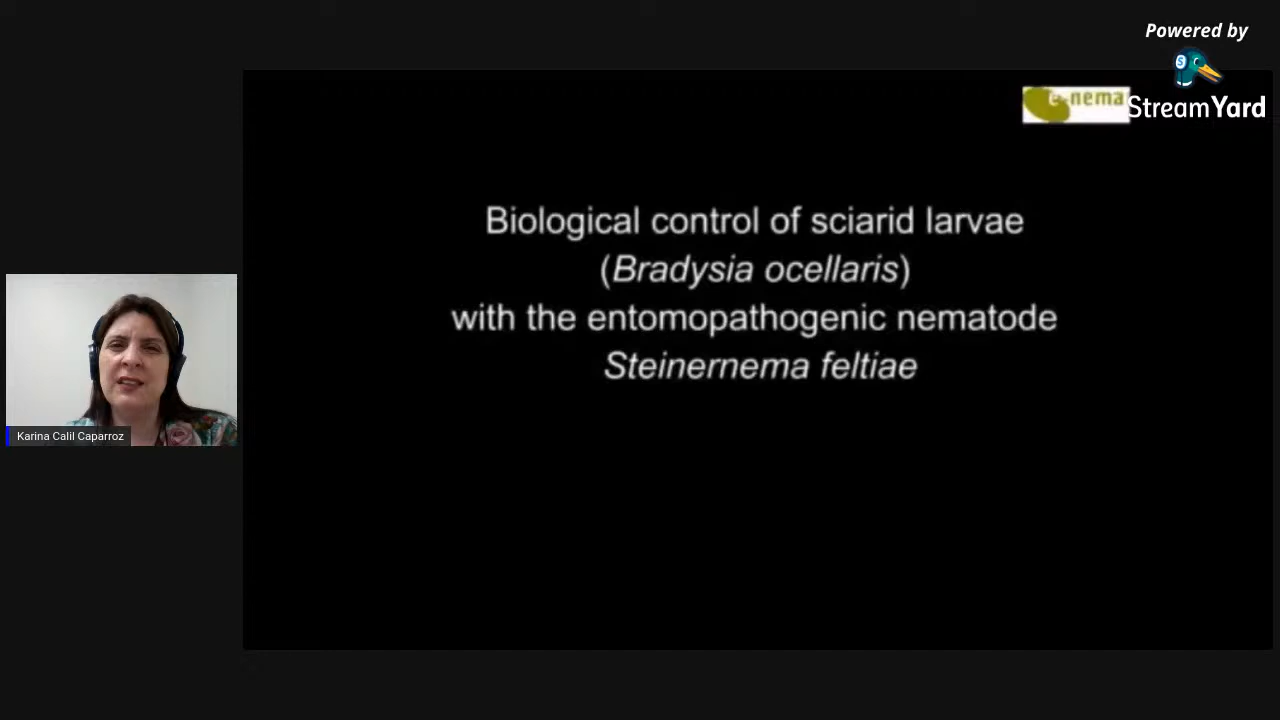 Powered by
StreamYard
e-nema
Biological control of sciarid larvae
(Bradysia ocellaris)
with the entomopathogenic nematode
Steinernema feltiae
Karina Calil Caparroz